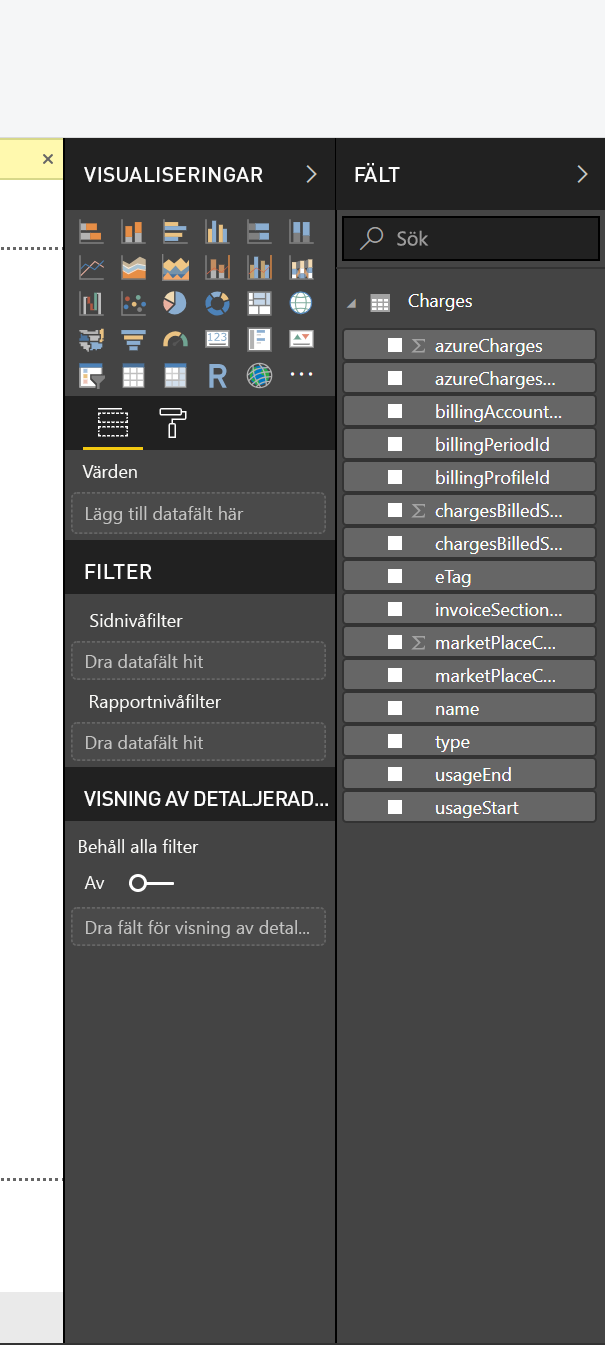 VISUALISERINGAR
123
R
Värden
Lägg till datafält här
FILTER
Sidnivåfilter
Dra datafält hit
Rapportnivåfilter
Dra datafält hit
VISNING AV DETALJERAD...
Behåll alla filter
Av
Dra fält för visning av detal...
FÄLT
Sök
Charges
azureCharges
azureCharges...
billingAccount...
billingPeriodId
billingProfileId
chargesBilledS...
chargesBilledS...
eTag
invoiceSection...
marketPlaceC...
marketPlaceC...
name
type
usageEnd
usageStart